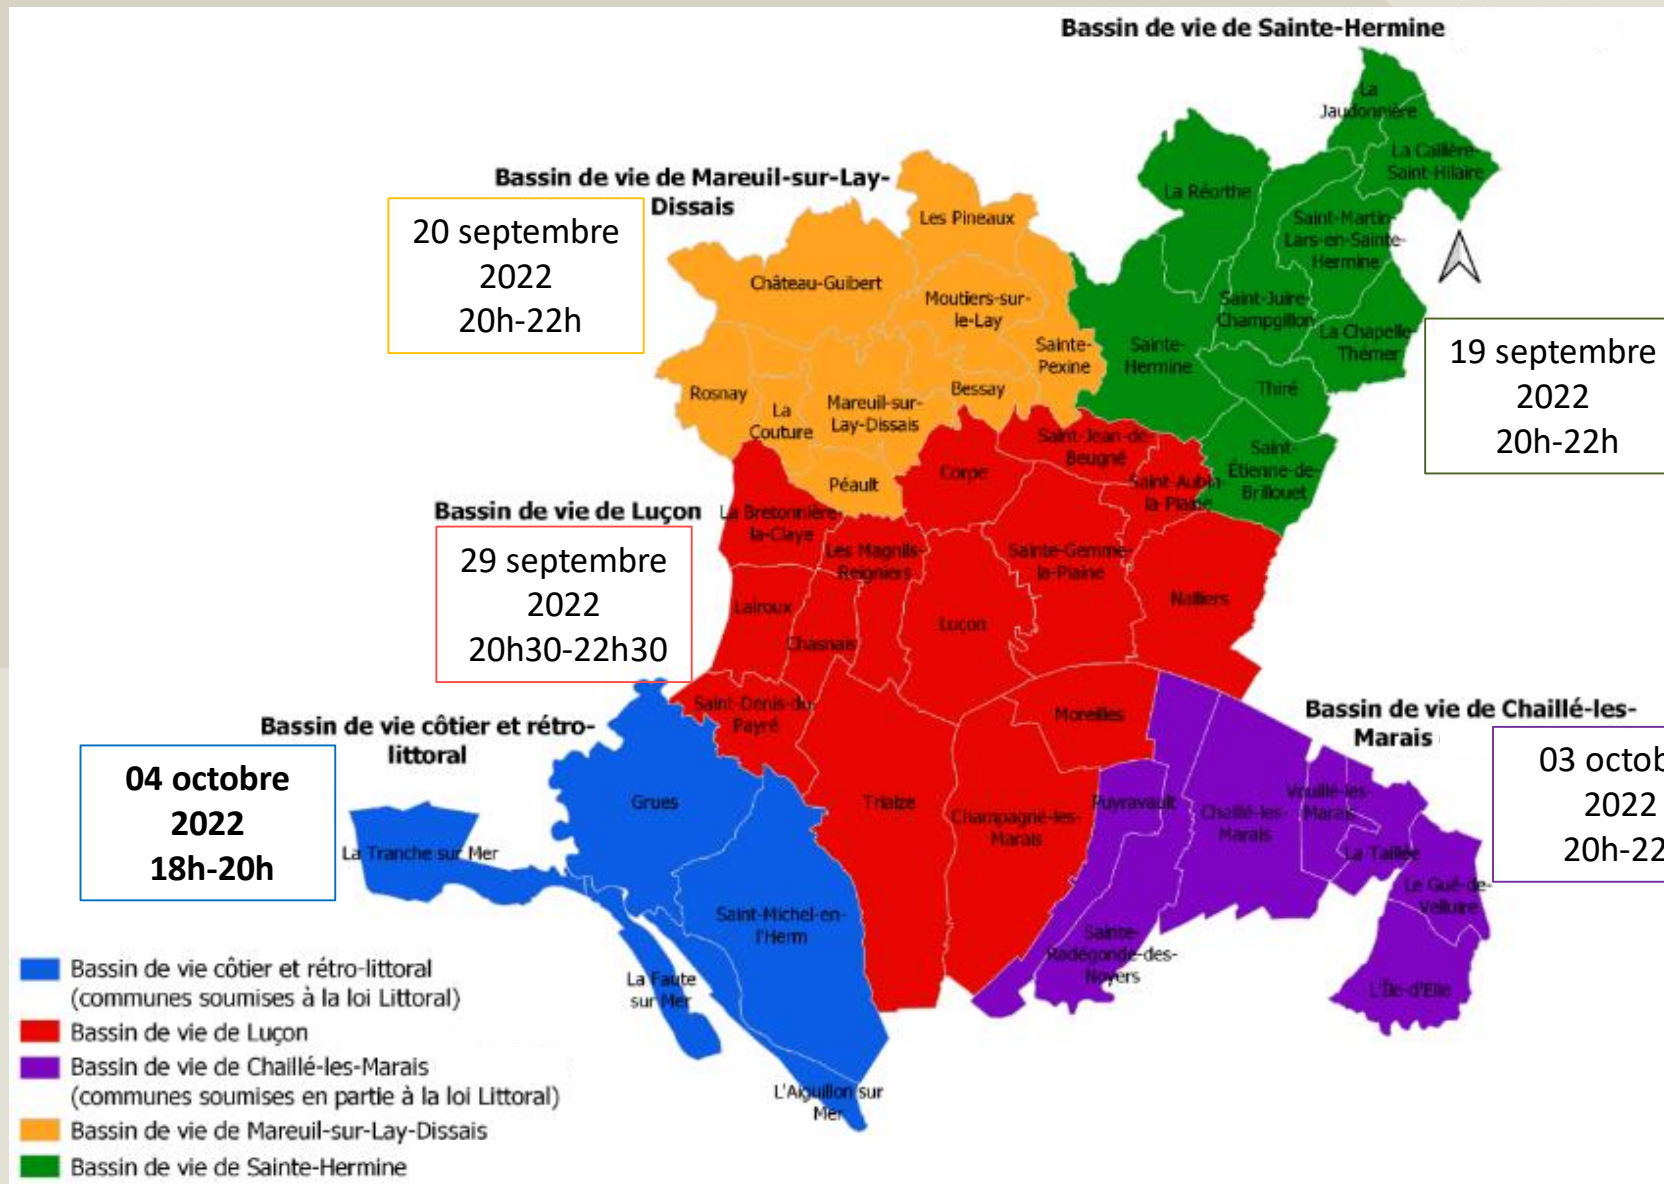 Bassin de vie de Sainte-Hermine
La
Jaudonnière
La Caillère-
Saint-Hilaire
La Réorthe
Saint-Martin-
Lars-en-Sainte-
Hermine
Saint-Juire-
Champgillon
La Chapelle-
Thémer
Sainte-
Hermine
Thiré
Saint-
Étienne-de-
Brillouet
19 septembre
2022
20h-22h
Bassin de vie de Mareuil-sur-Lay-
Dissais
20 septembre
2022
20h-22h
Les Pineaux
Château-Guibert
Moutiers-sur-
le-Lay
Sainte-
Pexine
Rosnay
La
Couture
Mareuil-sur-
Lay-Dissais
Bessay
Péault
Bassin de vie de Luçon
29 septembre
2022
20h30-22h30
Saint-Jean-de-
Beugné
Corpe
Saint-Aubin-
la-Plaine
La Bretonnière-
la-Claye
Les Magnils-
Reigniers
Sainte-Gemme-
la-Plaine
Nalliers
Lairoux
Chasnais
Luçon
Saint-Denis-du-
Payré
Moreilles
Triaize
Champagné-les-
Marais
Bassin de vie côtier et rétro-
littoral
04 octobre
2022
18h-20h
La Tranche sur Mer
Grues
Saint-Michel-en-
l'Herm
La Faute
sur Mer
L'Aiguillon sur
Mer
Bassin de vie de Chaillé-les-
Marais
03 octob
2022
20h-22
Puyravault
Chaillé-les-
Marais
Vouillé-les-
Marais
La Taillée
Le Gué-de-
Velluire
Sainte-
Radégonde-des-
Noyers
L'Île-d'Elle
Bassin de vie côtier et rétro-littoral
(communes soumises à la loi Littoral)
Bassin de vie de Luçon
Bassin de vie de Chaillé-les-Marais
(communes soumises en partie à la loi Littoral)
Bassin de vie de Mareuil-sur-Lay-Dissais
Bassin de vie de Sainte-Hermine